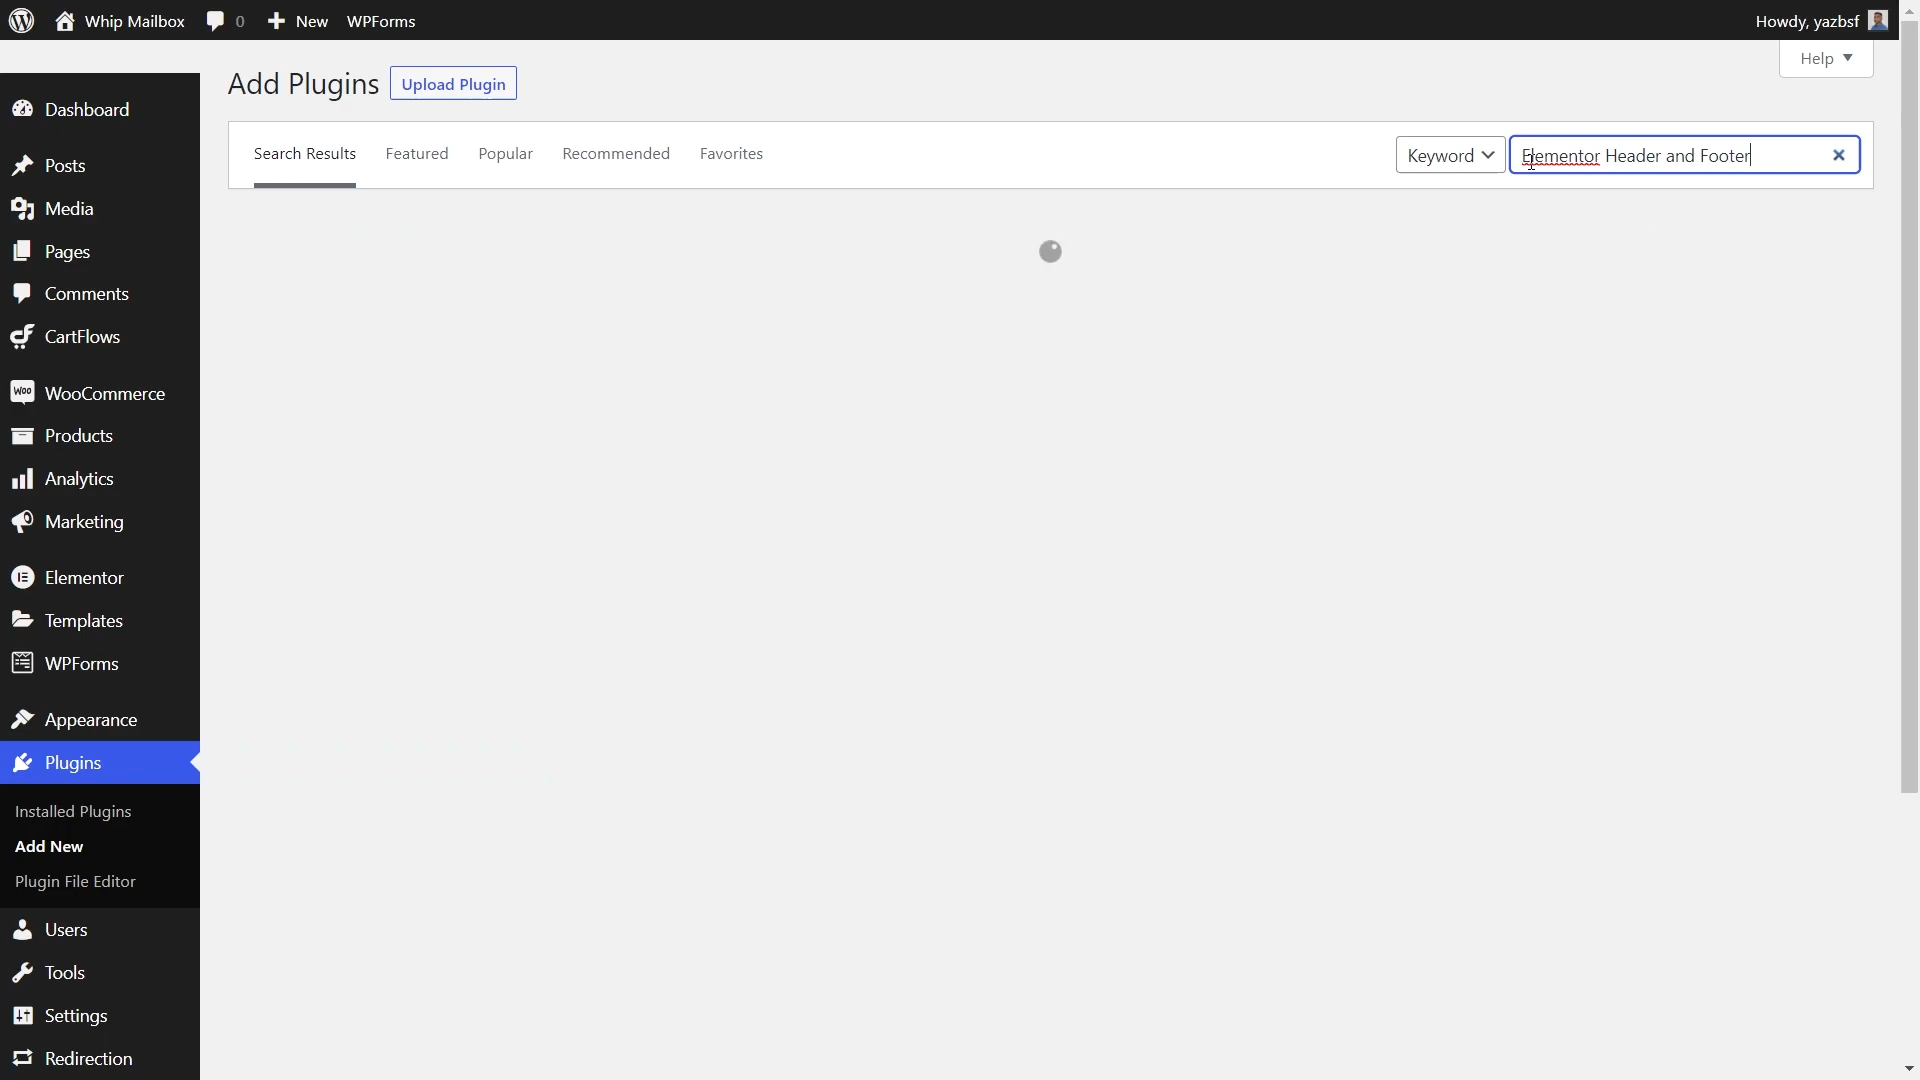 Whip Mailbox
0
New
WPForms
Howdy, yazbsf
Help
Add Plugins
Upload Plugin
Search Results
Featured
Popular
Recommended
Favorites
Keyword
Elementor Header and Footer
Dashboard
Posts
Media
Pages
Comments
CartFlows
Woo
WooCommerce
Products
Analytics
Marketing
Elementor
Templates
WPForms
Appearance
Plugins
Installed Plugins
Add New
Plugin File Editor
Users
Tools
Settings
Redirection